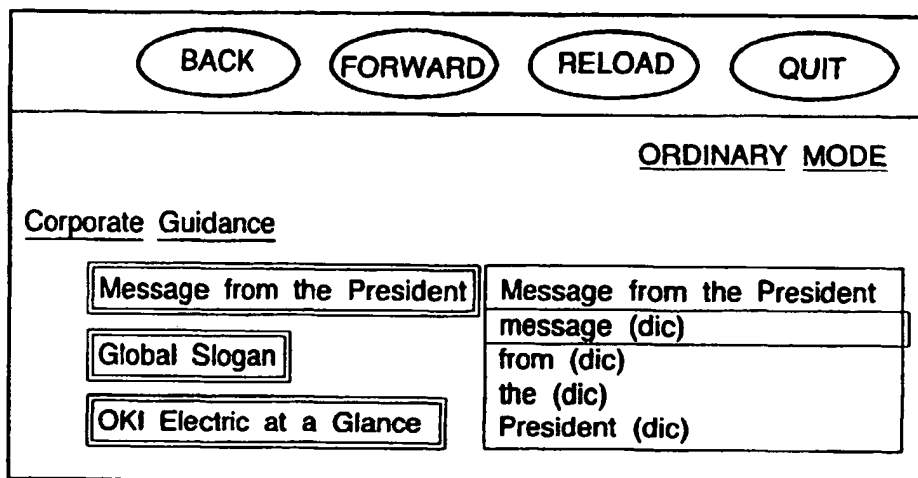 BACK FORWARD RELOAD QUIT
ORDINARY MODE
Corporate Guidance
Message from the President
Global Slogan
OKI Electric at a Glance
Message from the President
message (dic)
from (dic)
the (dic)
President (dic)